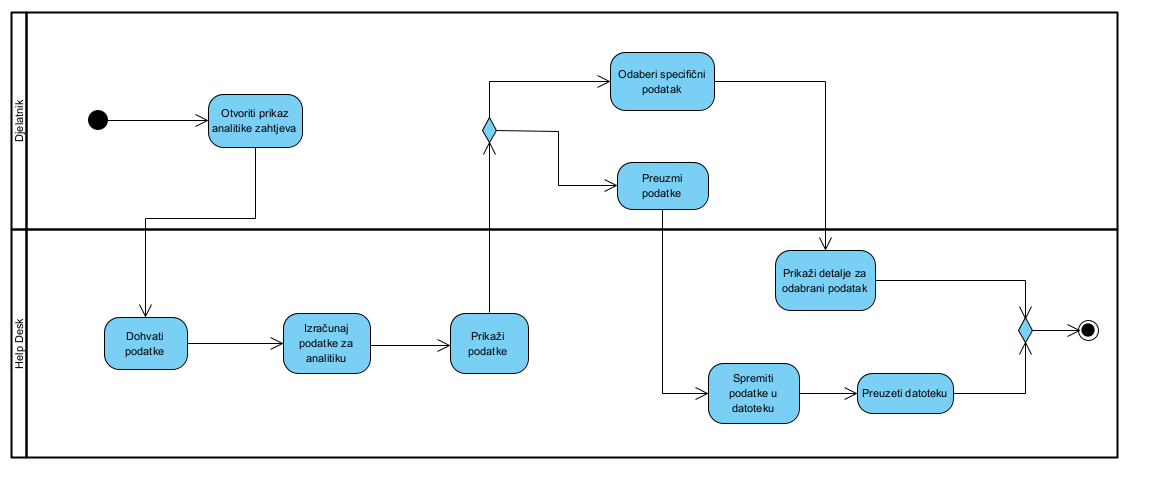 Djelatnik
Otvoriti prikaz
analitike zahtjeva
Odaberi specifični
podatak
Preuzmi
podatke
Help Desk
Dohvati
podatke
Izračunaj
podatke za
analitiku
Prikaži
podatke
Prikaži detalje za
odabrani podatak
Spremiti
podatke u
datoteku
Preuzeti datoteku